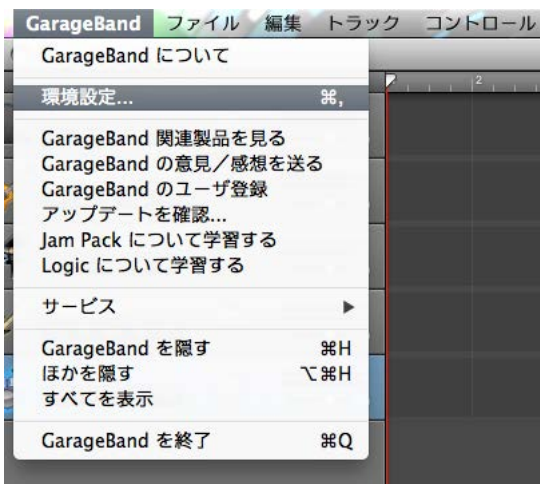 GarageBand ファイル 編集 トラック コントロール
GarageBand について
環境設定... ⌘,
GarageBand 関連製品を見る
GarageBand の意見／感想を送る
GarageBand のユーザ登録
アップデートを確認...
Jam Pack について学習する
Logic について学習する
サービス ▶
GarageBand を隠す ⌘H
ほかを隠す ⌥⌘H
すべてを表示
GarageBand を終了 ⌘Q
2